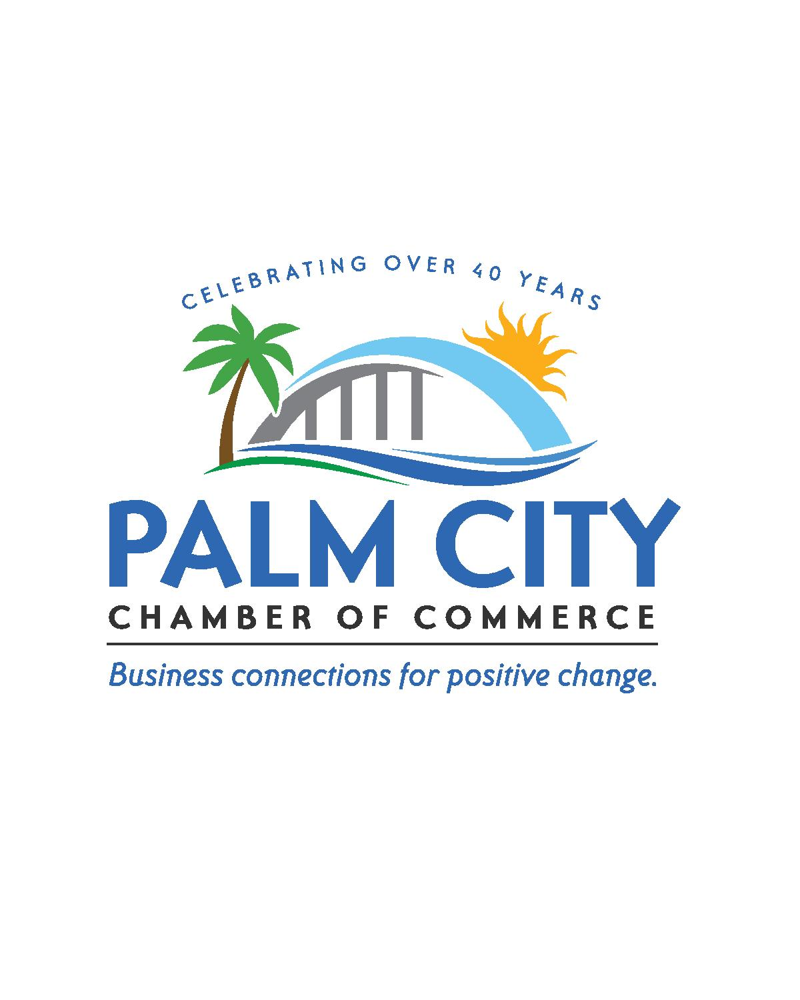 CELEBRATING OVER 40 YEARS
PALM CITY
CHAMBER OF COMMERCE
Business connections for positive change.